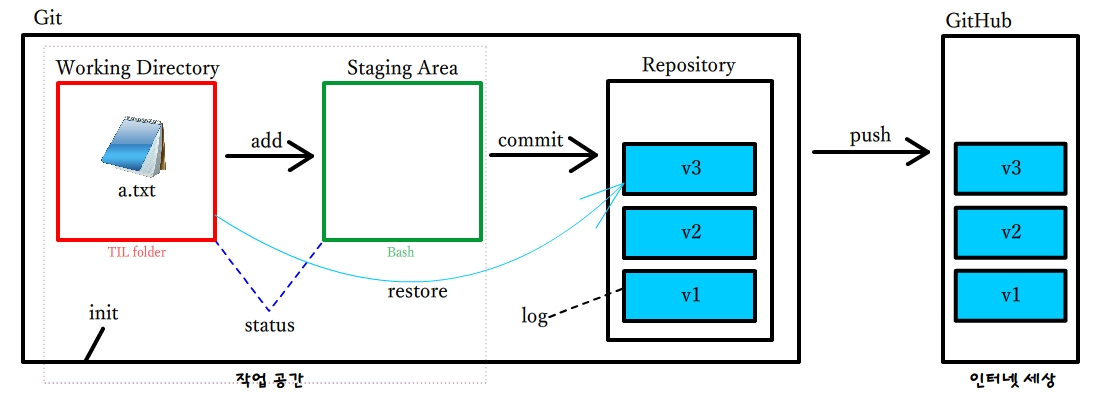 Git
GitHub
Working Directory
Staging Area
Repository
add
commit
push
a.txt
v3
v2
v1
v3
v2
v1
TIL folder
Bash
restore
init
status
log
작업 공간
인터넷 세상